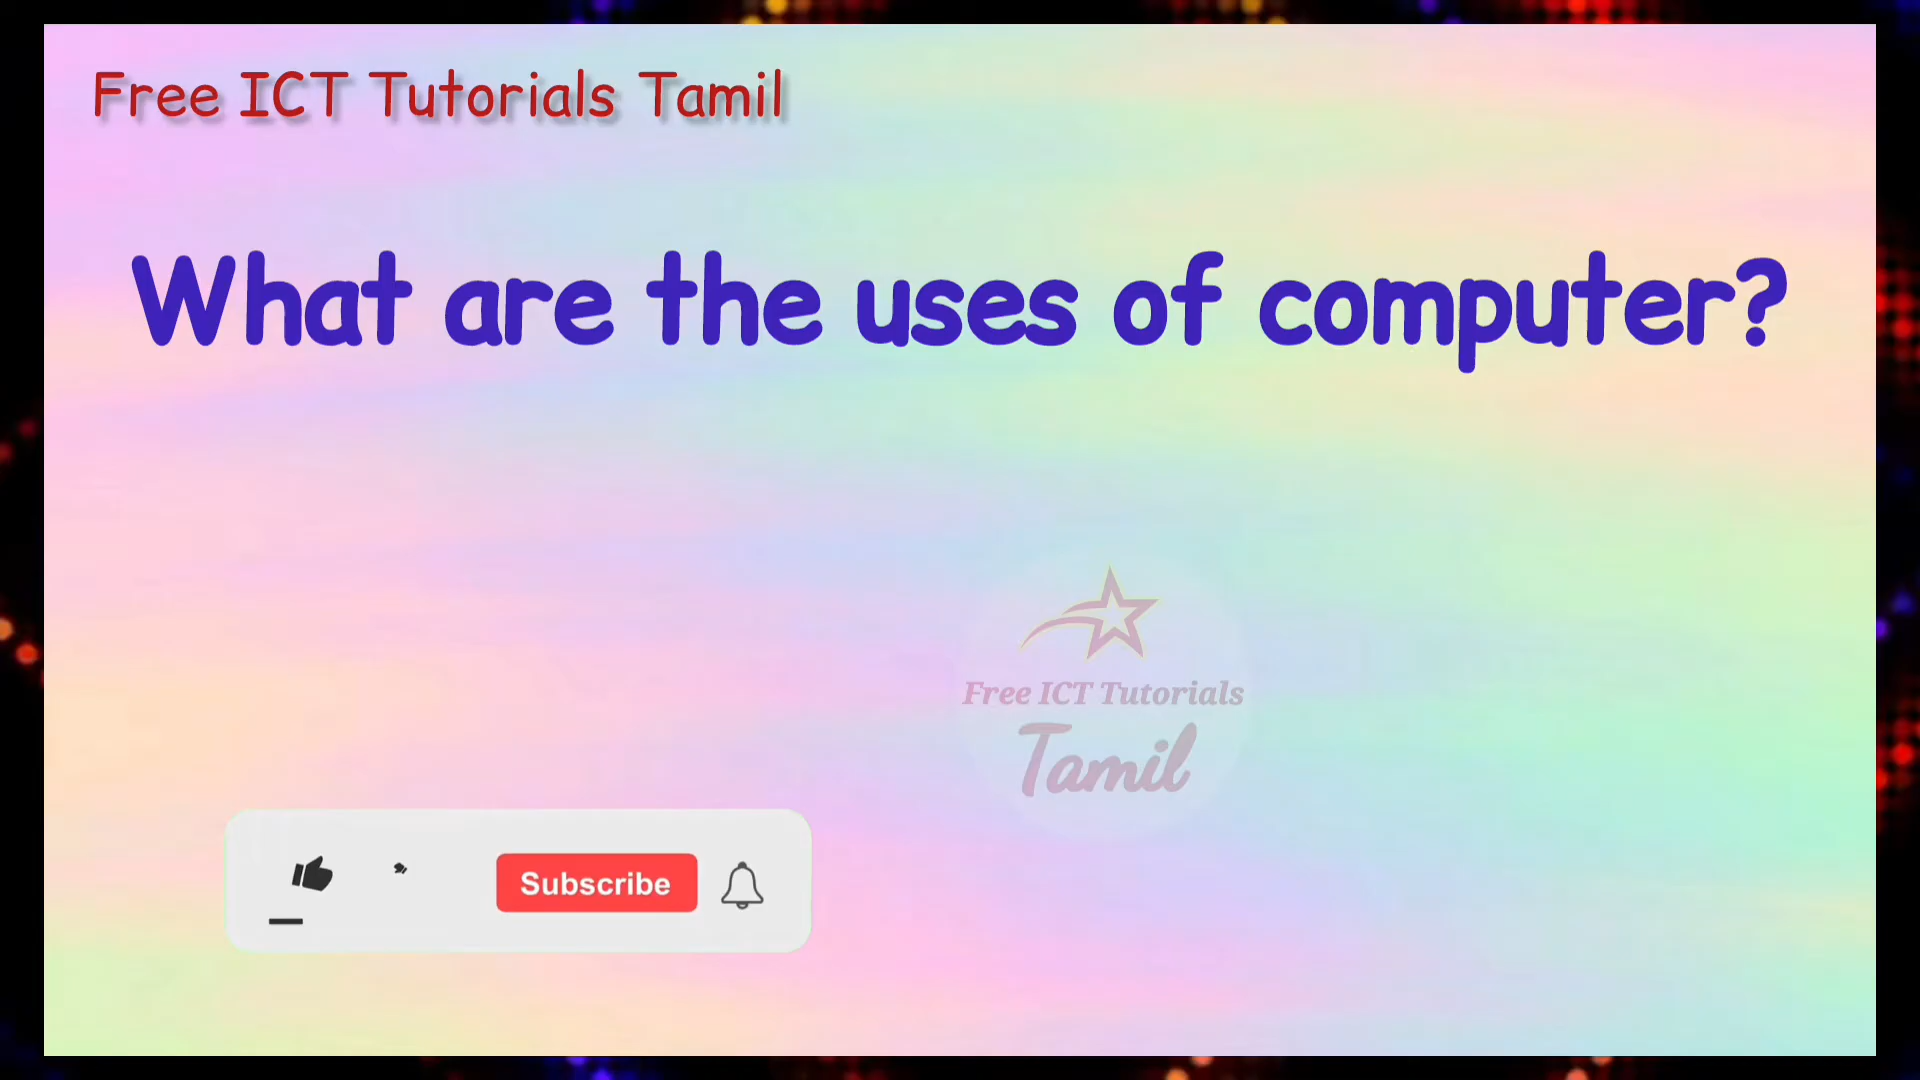 Free ICT Tutorials Tamil
What are the uses of computer?
Free ICT Tutorials
Tamil
Subscribe